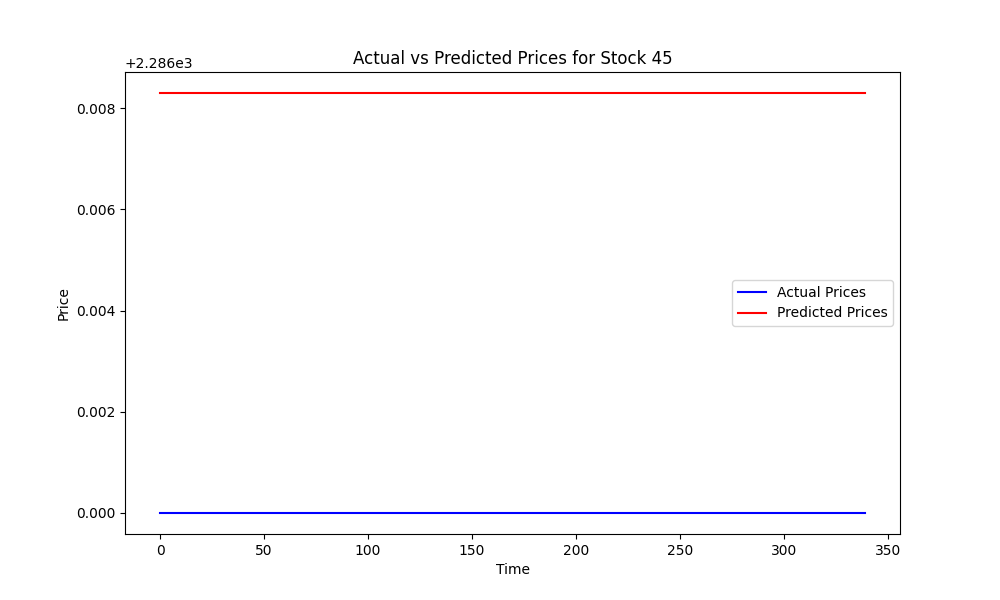 Actual vs Predicted Prices for Stock 45
+2.286e3
0.008
0.006
0.004
0.002
0.000
Price
Actual Prices
Predicted Prices
0 50 100 150 200 250 300 350
Time